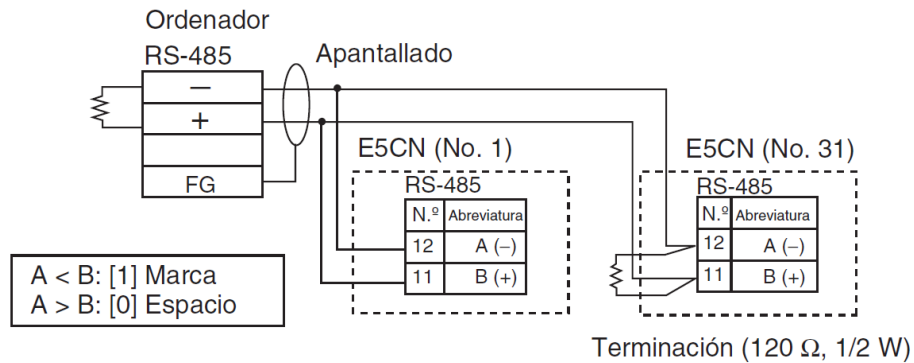 Ordenador
RS-485
Apantallado
−
+
FG
E5CN (No. 1)
RS-485
N.º Abreviatura
12 A (−)
11 B (+)
E5CN (No. 31)
RS-485
N.º Abreviatura
12 A (−)
11 B (+)
A < B: [1] Marca
A > B: [0] Espacio
Terminación (120 Ω, 1/2 W)